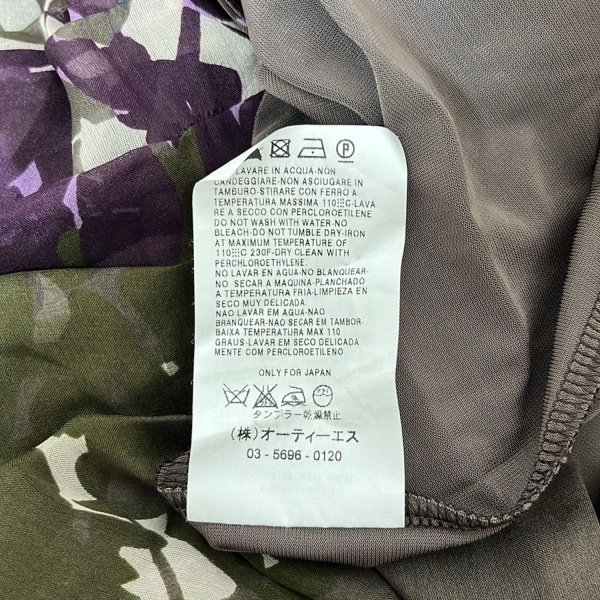 LAVARE IN ACQUA-NON
CANDEGGIARE-NON ASCIUGARE IN
TAMBURO-STIRARE CON FERRO A
TEMPERATURA MASSIMA 110░C-LAVA
RE A SECCO CON PERCLOROETILENE
DO NOT WASH WITH WATER-NO
BLEACH-DO NOT TUMBLE DRY-IRON
AT MAXIMUM TEMPERATURE OF
110░C 230F-DRY CLEAN WITH
PERCHLOROETHYLENE.
NO LAVAR EN AGUA-NO BLANQUEAR-
NO SECAR A MAQUINA-PLANCHADO
A TEMPERATURA FRIA-LIMPIEZA EN
SECO MUY DELICADA.
NAO LAVAR EM AGUA-NAO
BRANQUEAR-NAO SECAR EM TAMBOR-
BAIXA TEMPERATURA MAX 110
GRAUS-LAVAR EM SECO DELICADA
MENTE COM PERCLOROETILENO
ONLY FOR JAPAN
タンブラー乾燥禁止
(株)オーティーエス
03-5696-0120